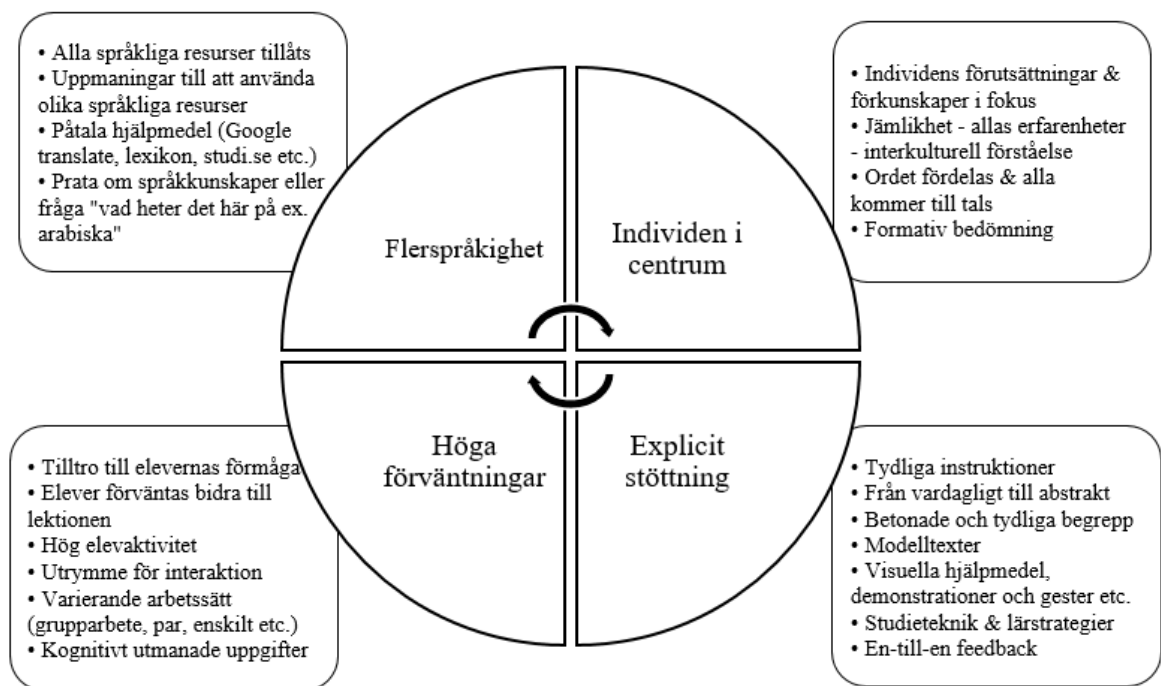 • Alla språkliga resurser tillåts
• Uppmaningar till att använda
olika språkliga resurser
• Påtala hjälpmedel (Google
translate, lexikon, studi.se etc.)
• Prata om språkkunskaper eller
fråga "vad heter det här på ex.
arabiska"
• Individens förutsättningar &
förkunskaper i fokus
• Jämlikhet - allas erfarenheter
- interkulturell förståelse
• Ordet fördelas & alla
kommer till tals
• Formativ bedömning
Flerspråkighet
Individen i
centrum
Höga
förväntningar
Explicit
stöttning
• Tilltro till elevernas förmåga
• Elever förväntas bidra till
lektionen
• Hög elevaktivitet
• Utrymme för interaktion
• Varierande arbetssätt
(grupparbete, par, enskilt etc.)
• Kognitivt utmanade uppgifter
• Tydliga instruktioner
• Från vardagligt till abstrakt
• Betonade och tydliga begrepp
• Modelltexter
• Visuella hjälpmedel,
demonstrationer och gester etc.
• Studieteknik & lärstrategier
• En-till-en feedback